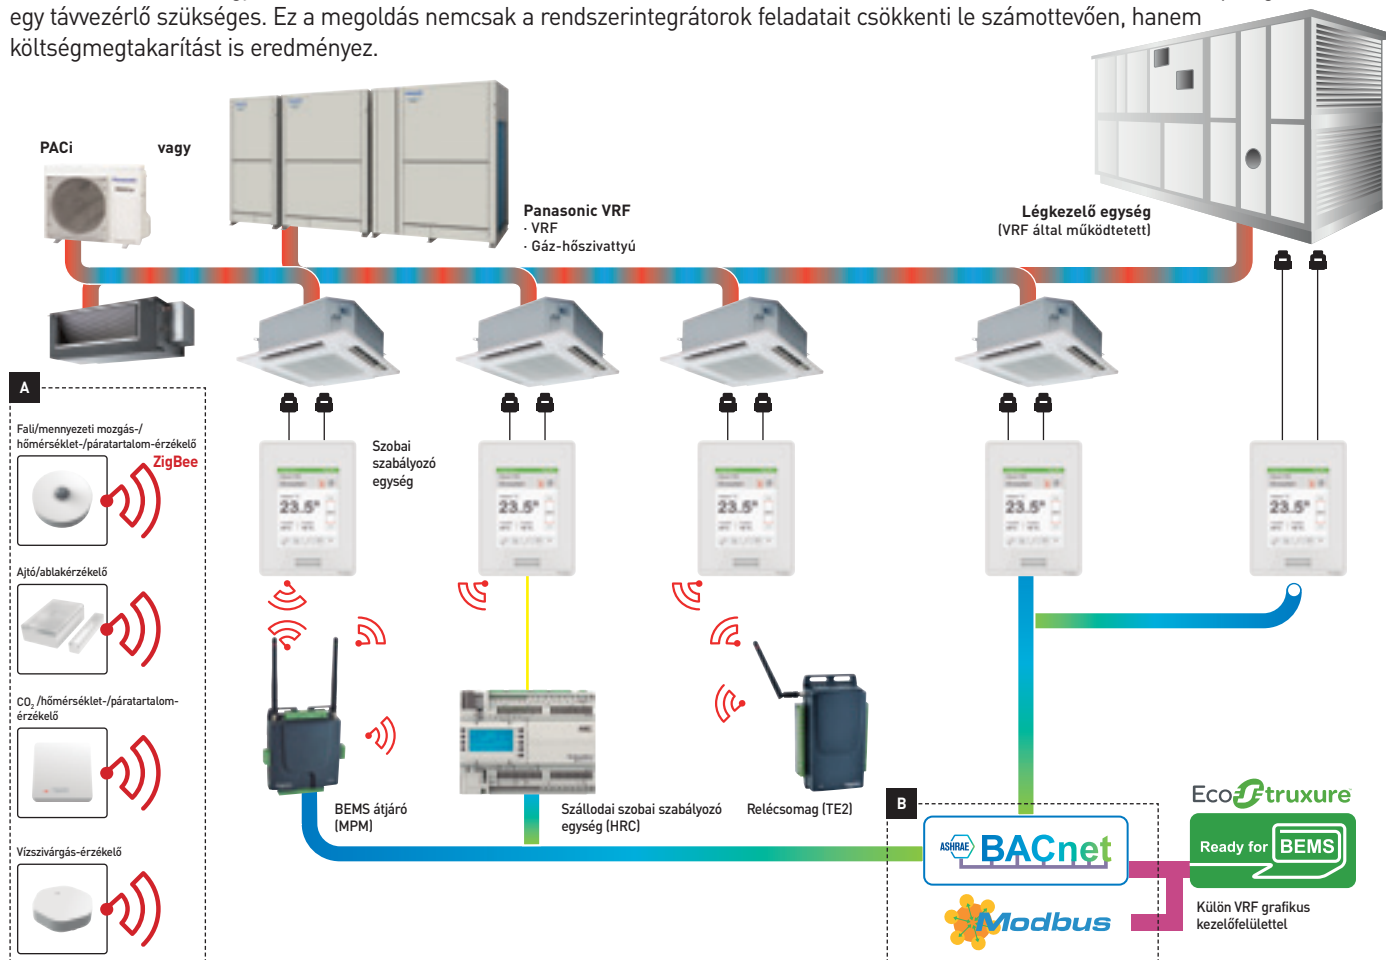 egy távvezérlő szükséges. Ez a megoldás nemcsak a rendszerintegrátorok feladatait csökkenti le számottevően, hanem
költségmegtakarítást is eredményez.
PACi
vagy
Panasonic VRF
· VRF
· Gáz-hőszivattyú
Légkezelő egység
(VRF által működtetett)
A
Fali/mennyezeti mozgás-/
hőmérséklet-/páratartalom-érzékelő
ZigBee
Ajtó/ablakérzékelő
CO₂ /hőmérséklet-/páratartalom-
érzékelő
Vízszivárgás-érzékelő
Szobai
szabályozó
egység
23.5°
23.5°
23.5°
23.5°
23.5°
BEMS átjáró
(MPM)
Szállodai szobai szabályozó
egység (HRC)
Relécsomag (TE2)
B
ASHRAE BACnet
Modbus
EcoStruxure
Ready for BEMS
Külön VRF grafikus
kezelőfelülettel